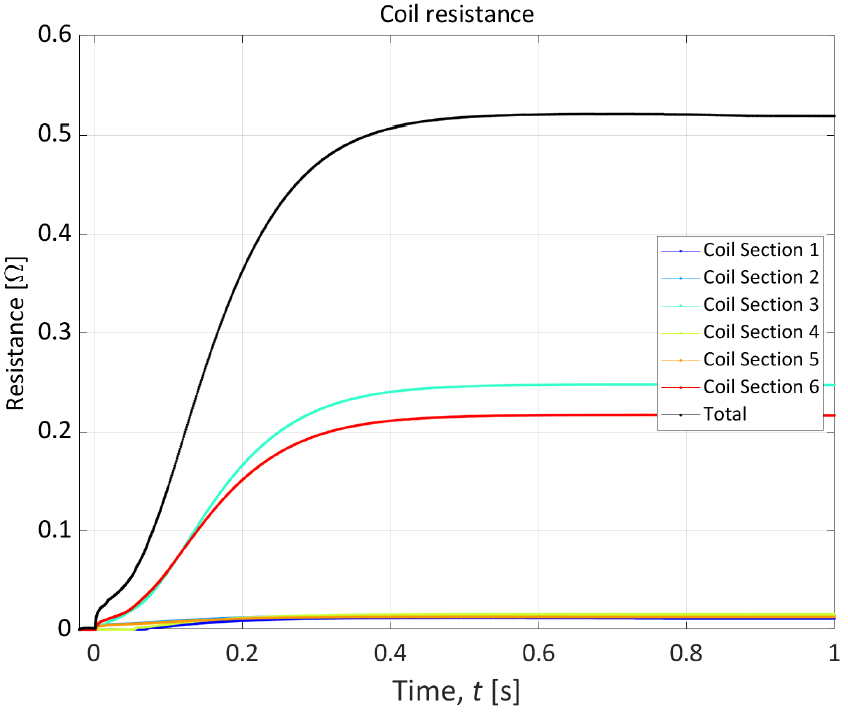 Coil resistance
0.6
0.5
0.4
0.3
0.2
0.1
0
Resistance [Ω]
Coil Section 1
Coil Section 2
Coil Section 3
Coil Section 4
Coil Section 5
Coil Section 6
Total
0 0.2 0.4 0.6 0.8 1
Time, t [s]